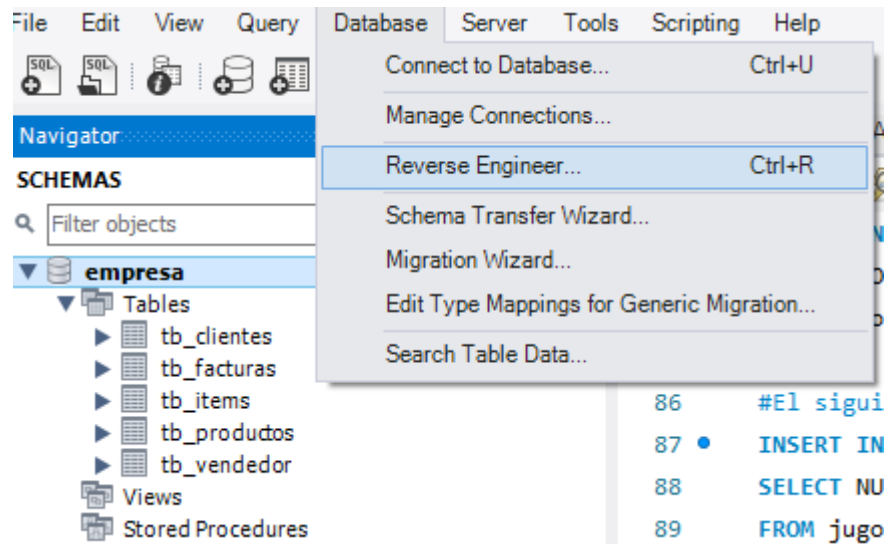 File Edit View Query Database Server Tools Scripting Help
SQL SQL
Connect to Database... Ctrl+U
Manage Connections...
Navigator
Reverse Engineer... Ctrl+R
SCHEMAS
Filter objects
Schema Transfer Wizard...
empresa
Migration Wizard...
Tables
Edit Type Mappings for Generic Migration...
tb_clientes
Search Table Data...
tb_facturas
tb_items
86 #El sigui
tb_productos
87 INSERT IN
tb_vendedor
88 SELECT NU
Views
89 FROM jugo
Stored Procedures